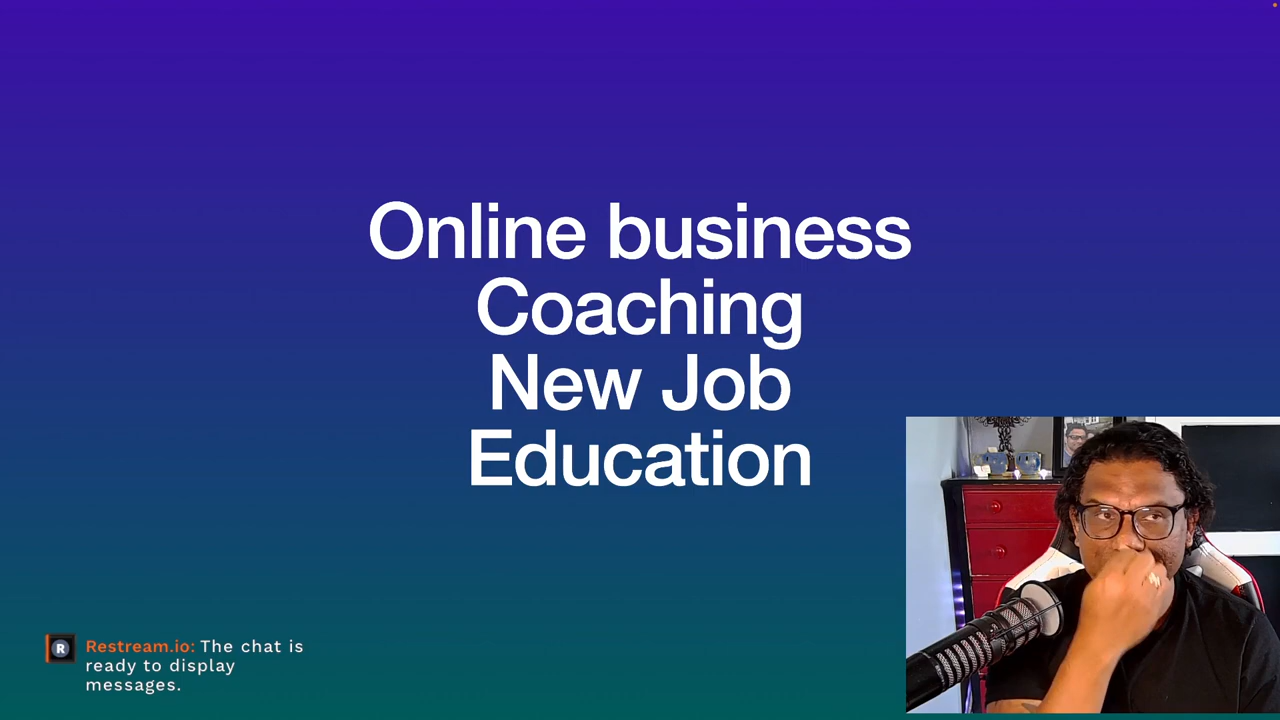 Online business
Coaching
New Job
Education
R
Restream.io: The chat is
ready to display
messages.